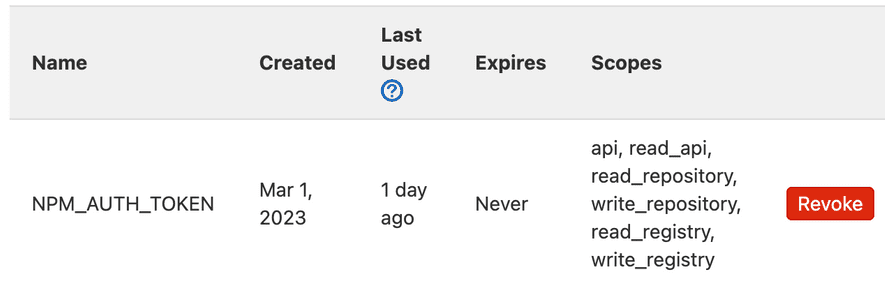 Name Created Last Used ? Expires Scopes
NPM_AUTH_TOKEN Mar 1, 2023 1 day ago Never api, read_api, read_repository, write_repository, read_registry, write_registry Revoke